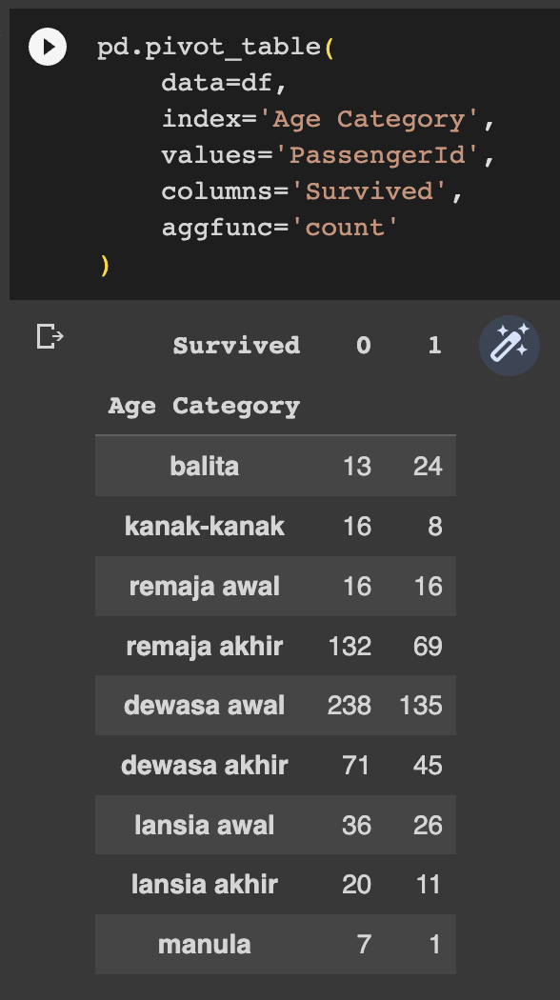 pd.pivot_table(
    data=df,
    index='Age Category',
    values='PassengerId',
    columns='Survived',
    aggfunc='count'
)
Survived 0 1
Age Category
balita 13 24
kanak-kanak 16 8
remaja awal 16 16
remaja akhir 132 69
dewasa awal 238 135
dewasa akhir 71 45
lansia awal 36 26
lansia akhir 20 11
manula 7 1